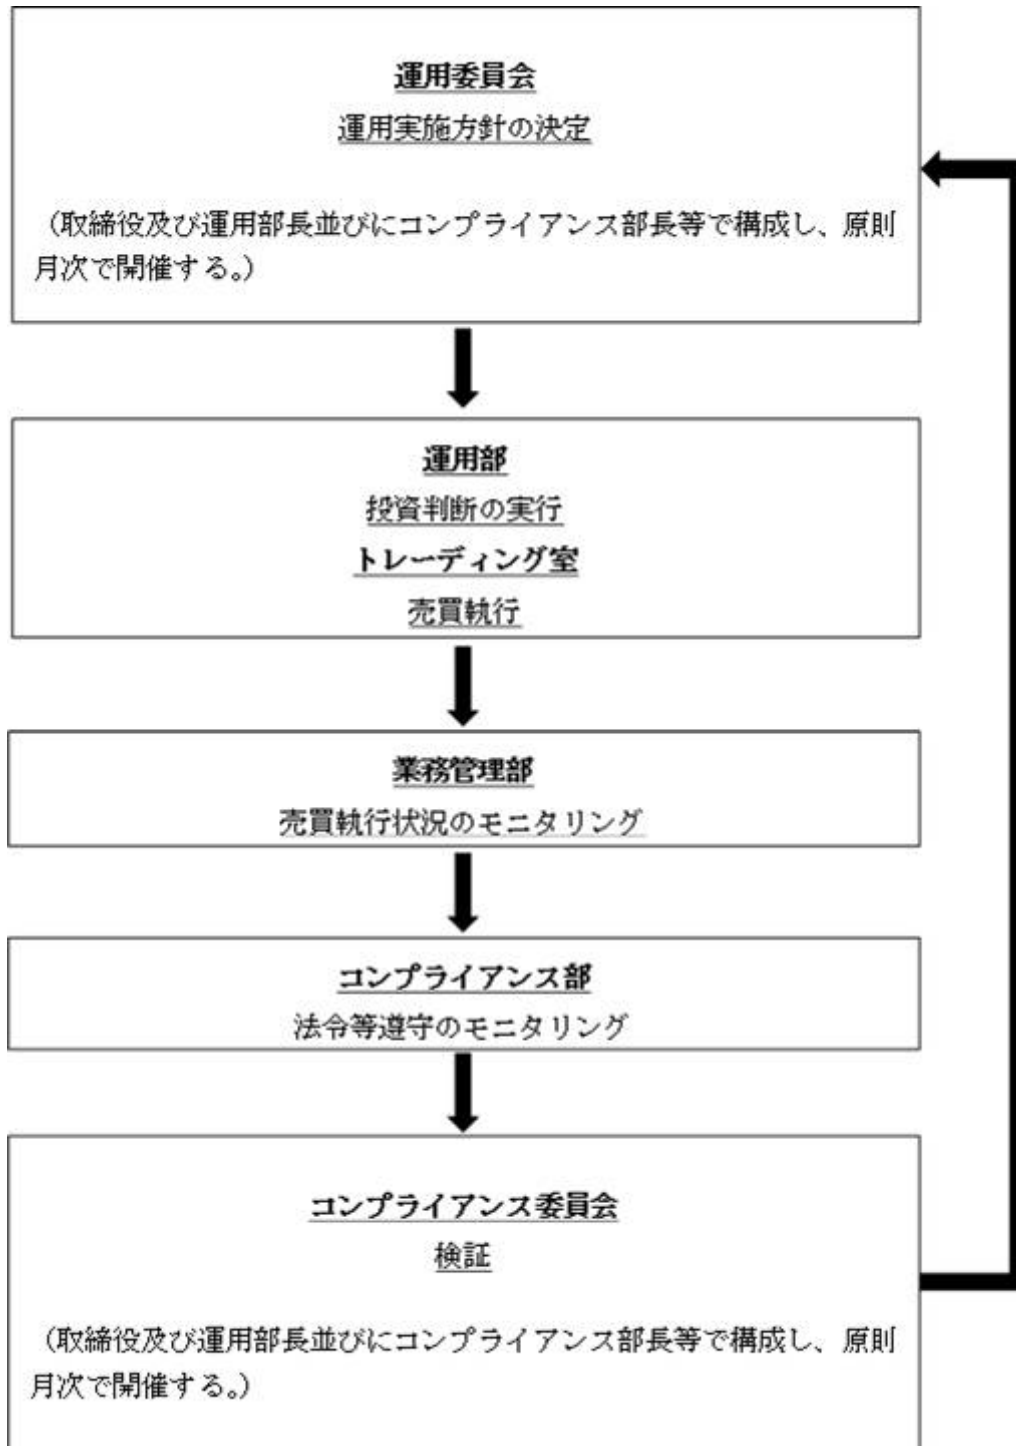 運用委員会
運用実施方針の決定
(取締役及び運用部長並びにコンプライアンス部長等で構成し、原則
月次で開催する。)
運用部
投資判断の実行
トレーディング室
売買執行
業務管理部
売買執行状況のモニタリング
コンプライアンス部
法令等遵守のモニタリング
コンプライアンス委員会
検証
(取締役及び運用部長並びにコンプライアンス部長等で構成し、原則
月次で開催する。)